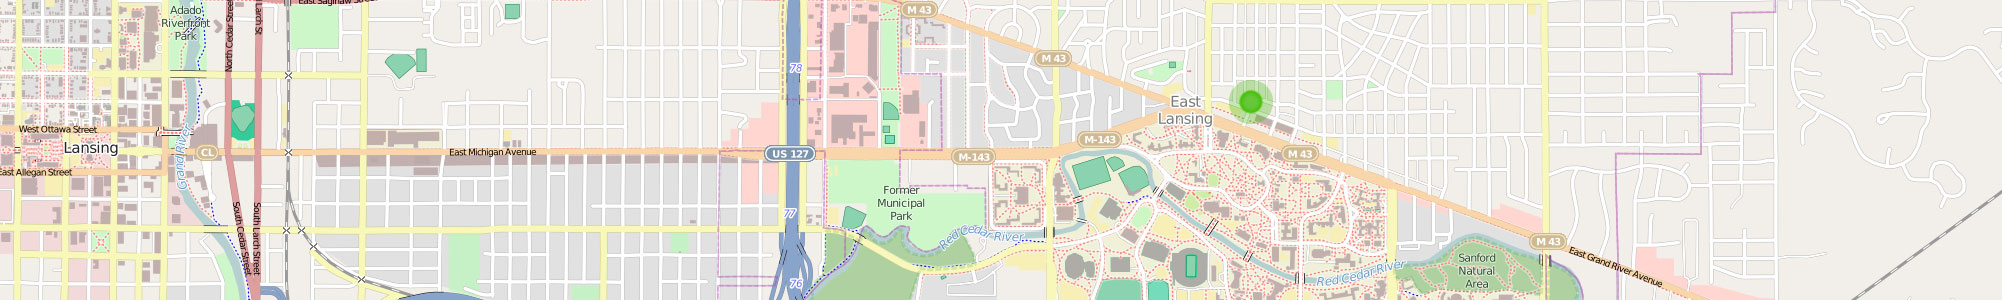 Adado
Riverfront
Park
North Cedar Street
Larch St
East Saginaw Stre
M 43
78
M 43
East
Lansing
West Ottawa Street
Lansing
CL
East Michigan Avenue
US 127
M-143
M-143
M 43
East Allegan Street
Grand River
South Cedar Street
South Larch Street
77
Former
Municipal
Park
Red Cedar River
76
Red Cedar River
Sanford
Natural
Area
M 43
East Grand River Avenue